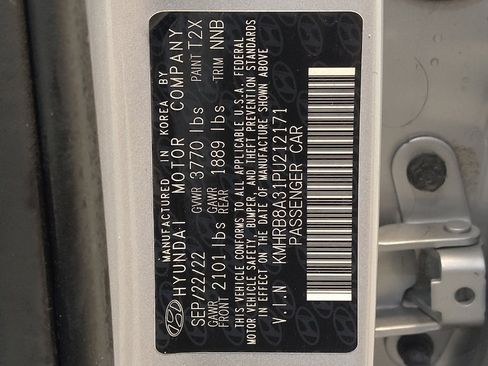 MANUFACTURED IN KOREA BY
HYUNDAI MOTOR COMPANY
SEP/22/22 GVWR 3770 lbs PAINT T2X
GAWR FRONT 2101 lbs GAWR REAR 1889 lbs TRIM NNB
THIS VEHICLE CONFORMS TO ALL APPLICABLE U.S.A. FEDERAL
MOTOR VEHICLE SAFETY, BUMPER, AND THEFT PREVENTION STANDARDS
IN EFFECT ON THE DATE OF MANUFACTURE SHOWN ABOVE.
V.I.N KMHRB8A31PU212171
PASSENGER CAR